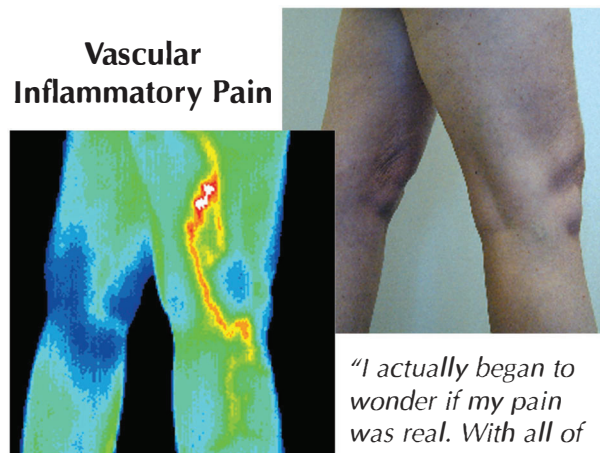 Vascular
Inflammatory Pain
“I actually began to
wonder if my pain
was real. With all of